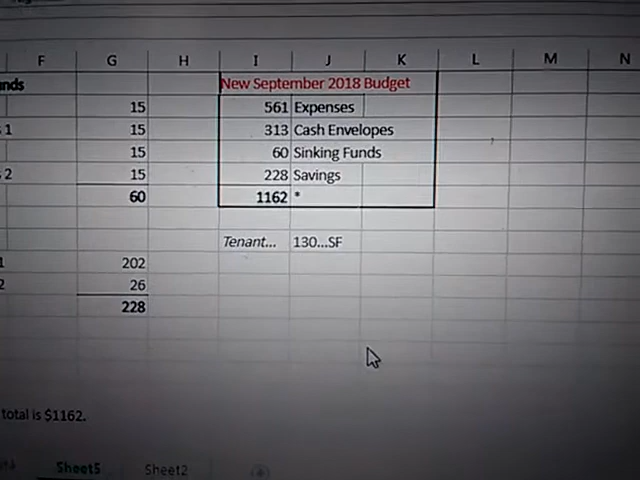 F G H I J K L M N
unds New September 2018 Budget
15 561 Expenses
1 15 313 Cash Envelopes
15 60 Sinking Funds
2 15 228 Savings
60 1162 *
Tenant... 130...SF
1 202
2 26
228
total is $1162.
Sheet5 Sheet2